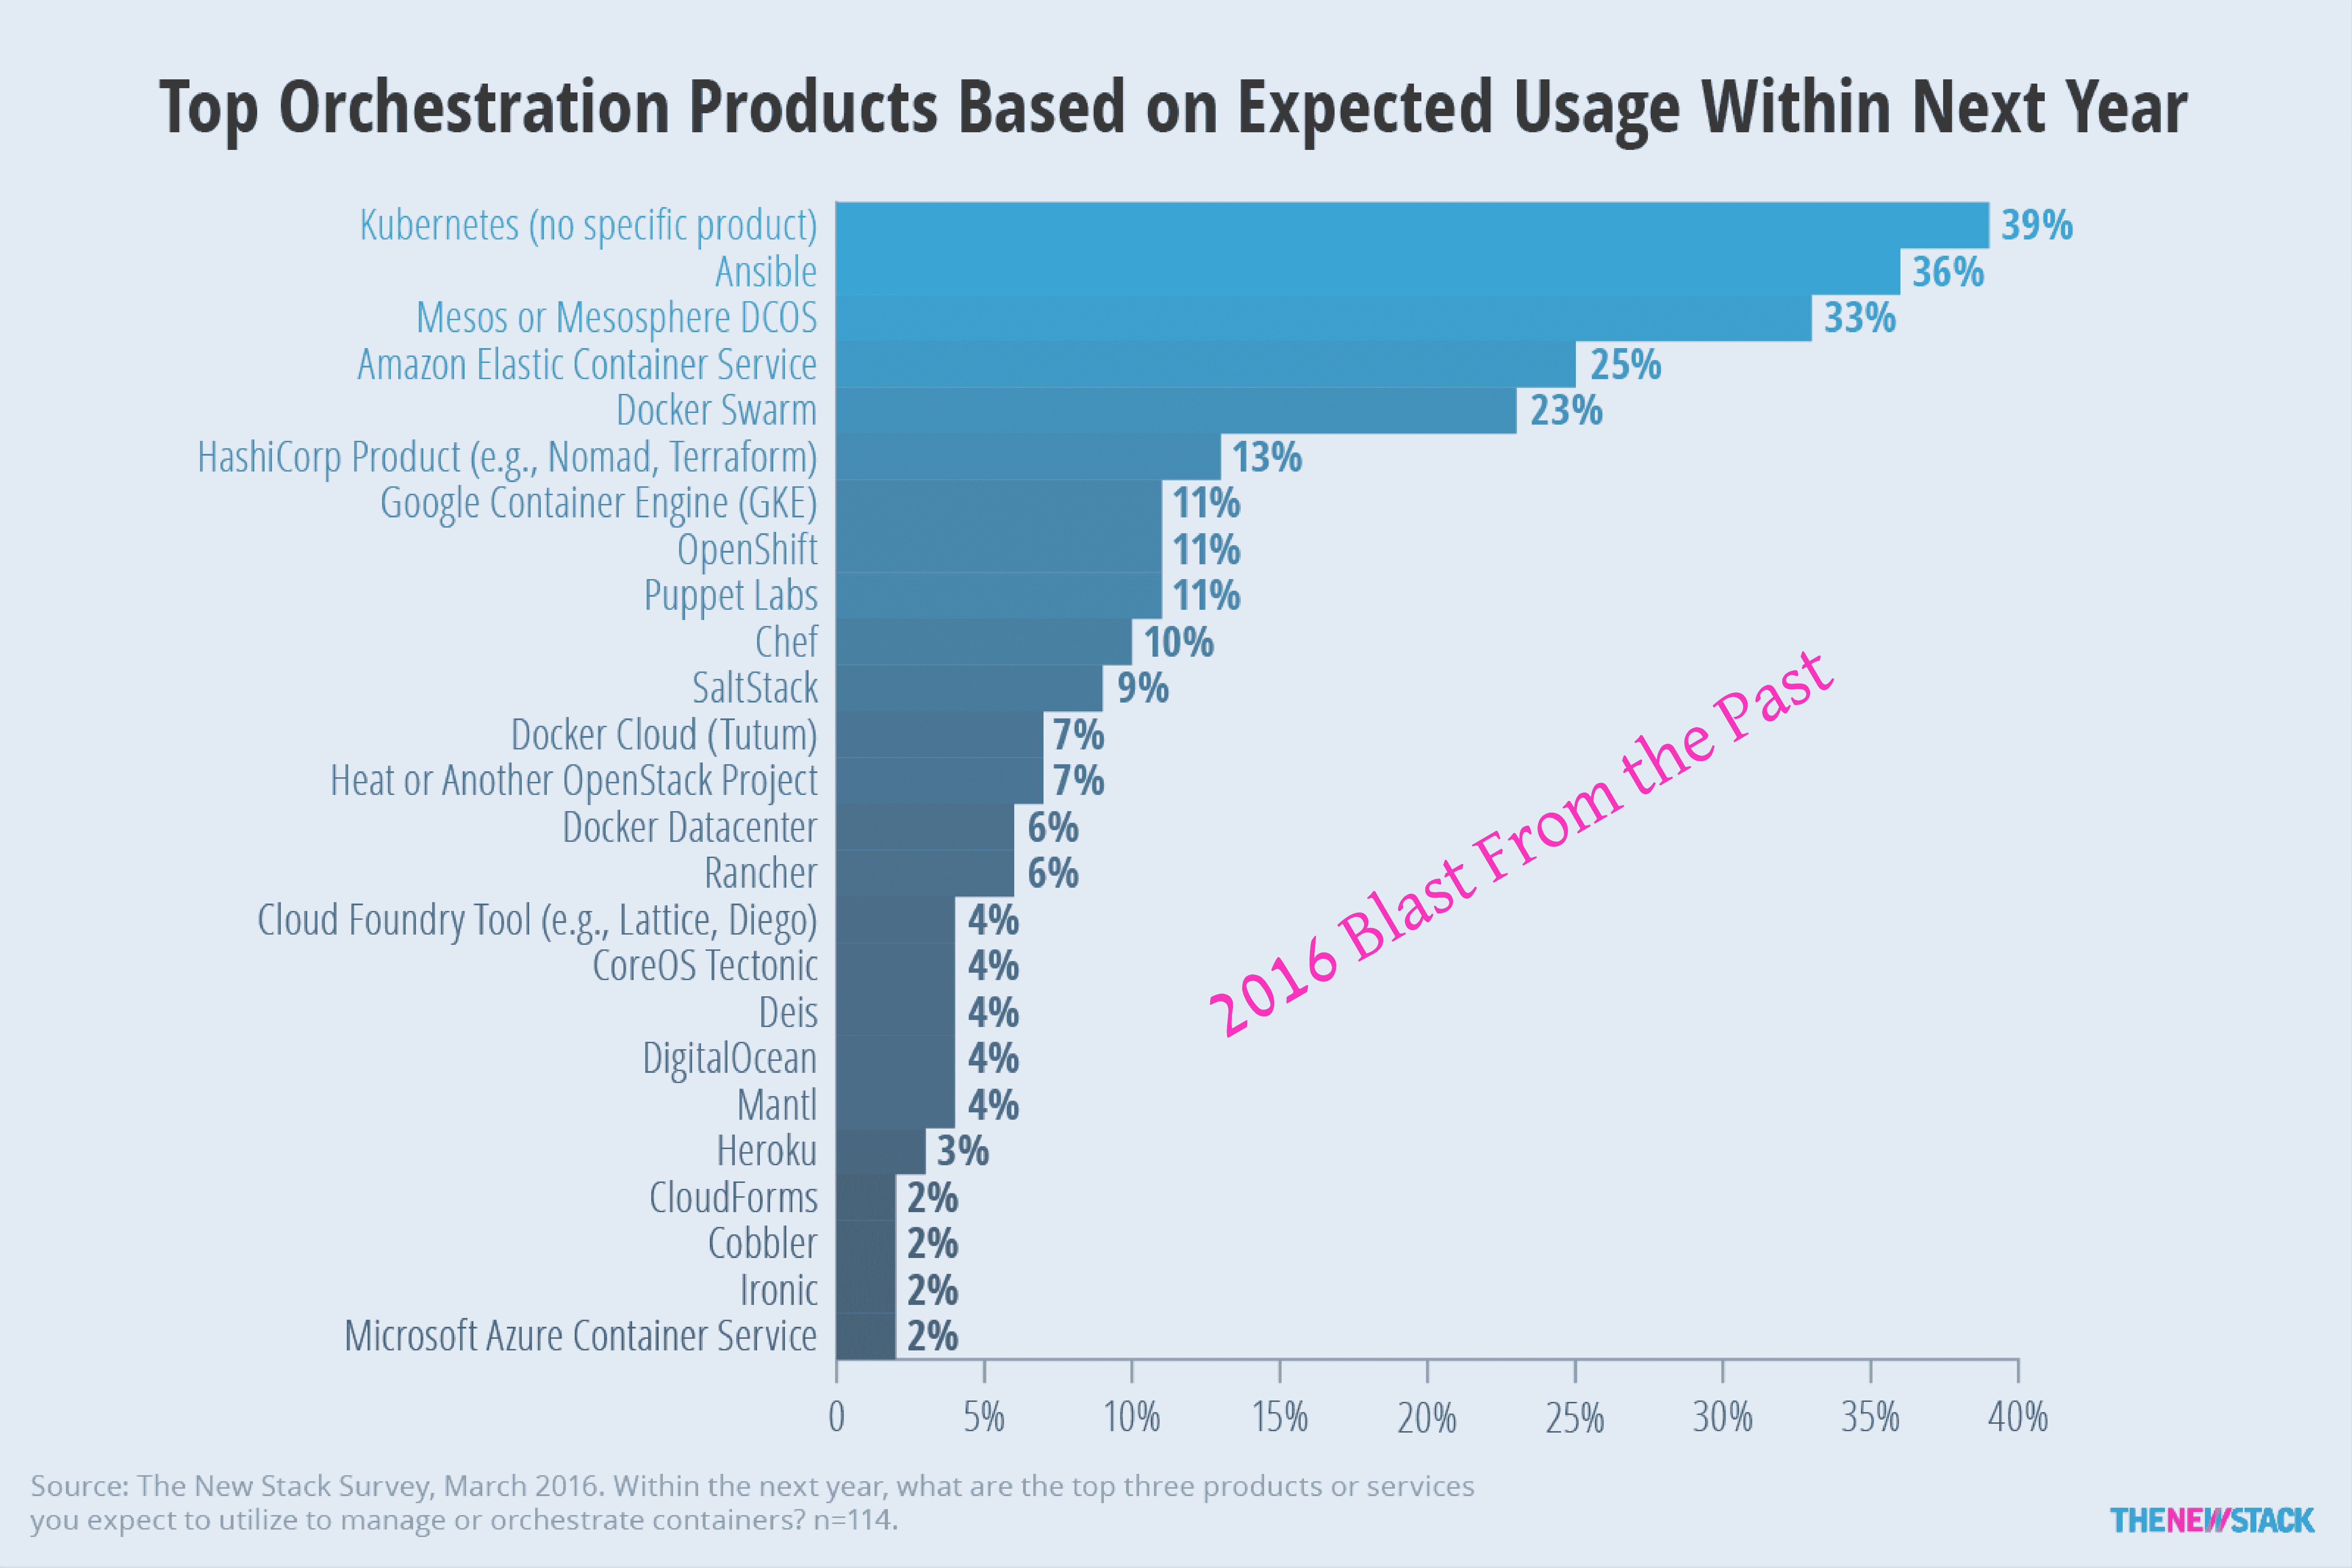 Top Orchestration Products Based on Expected Usage Within Next Year
Kubernetes (no specific product) 39%
Ansible 36%
Mesos or Mesosphere DCOS 33%
Amazon Elastic Container Service 25%
Docker Swarm 23%
HashiCorp Product (e.g., Nomad, Terraform) 13%
Google Container Engine (GKE) 11%
OpenShift 11%
Puppet Labs 11%
Chef 10%
SaltStack 9%
Docker Cloud (Tutum) 7%
Heat or Another OpenStack Project 7%
Docker Datacenter 6%
Rancher 6%
Cloud Foundry Tool (e.g., Lattice, Diego) 4%
CoreOS Tectonic 4%
Deis 4%
DigitalOcean 4%
Mantl 4%
Heroku 3%
CloudForms 2%
Cobbler 2%
Ironic 2%
Microsoft Azure Container Service 2%
2016 Blast From the Past
0 5% 10% 15% 20% 25% 30% 35% 40%
Source: The New Stack Survey, March 2016. Within the next year, what are the top three products or services
you expect to utilize to manage or orchestrate containers? n=114.
THENEWSTACK